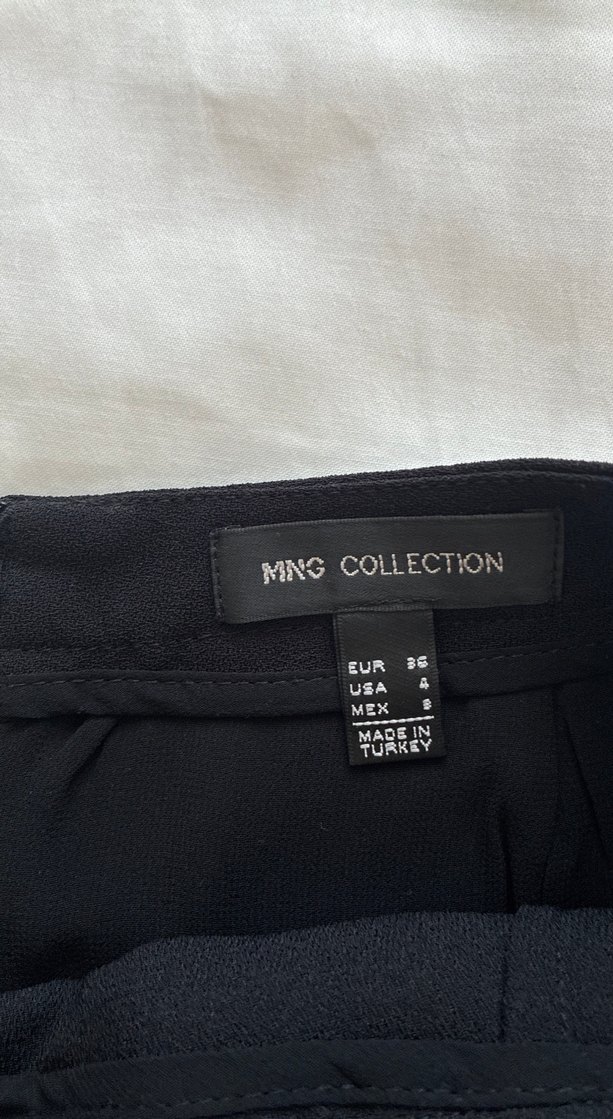 MNG COLLECTION
EUR 36
USA 4
MEX 8
MADE IN
TURKEY